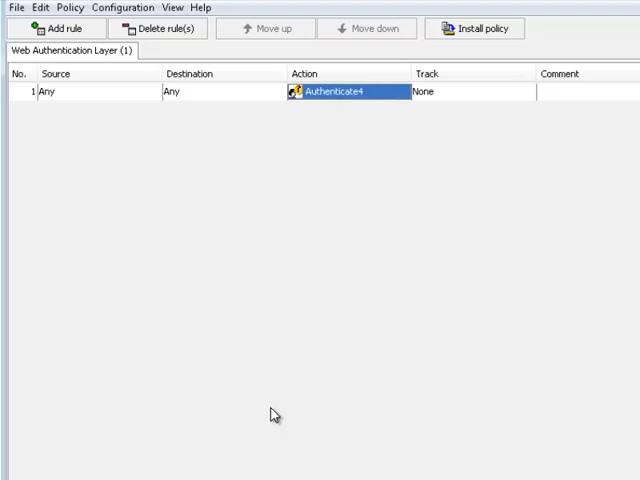 File Edit Policy Configuration View Help
Add rule Delete rule(s) Move up Move down Install policy
Web Authentication Layer (1)
No. Source Destination Action Track Comment
1 Any Any Authenticate4 None